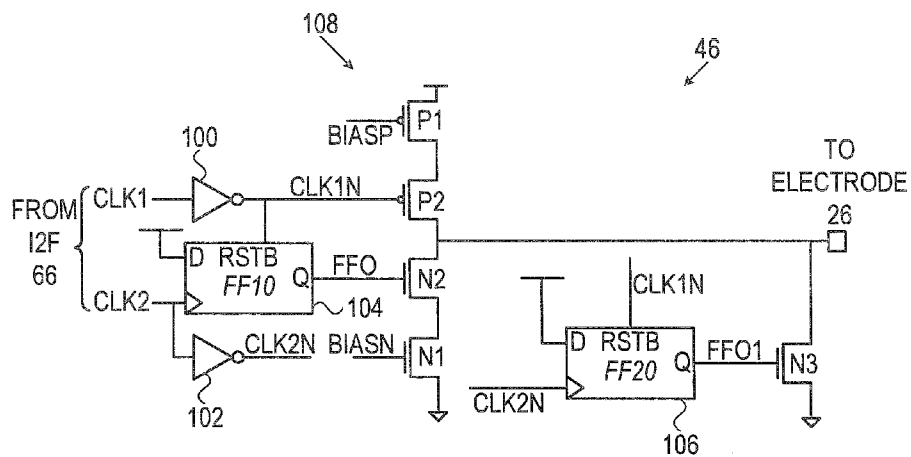 108
46
P1
BIASP
100
TO
ELECTRODE
26
CLK1
CLK1N
P2
FROM
I2F
66
D RSTB
FF10
Q
FFO
N2
104
CLK2
CLK2N
BIASN
N1
102
CLK1N
D RSTB
FF20
Q
FFO1
N3
CLK2N
106